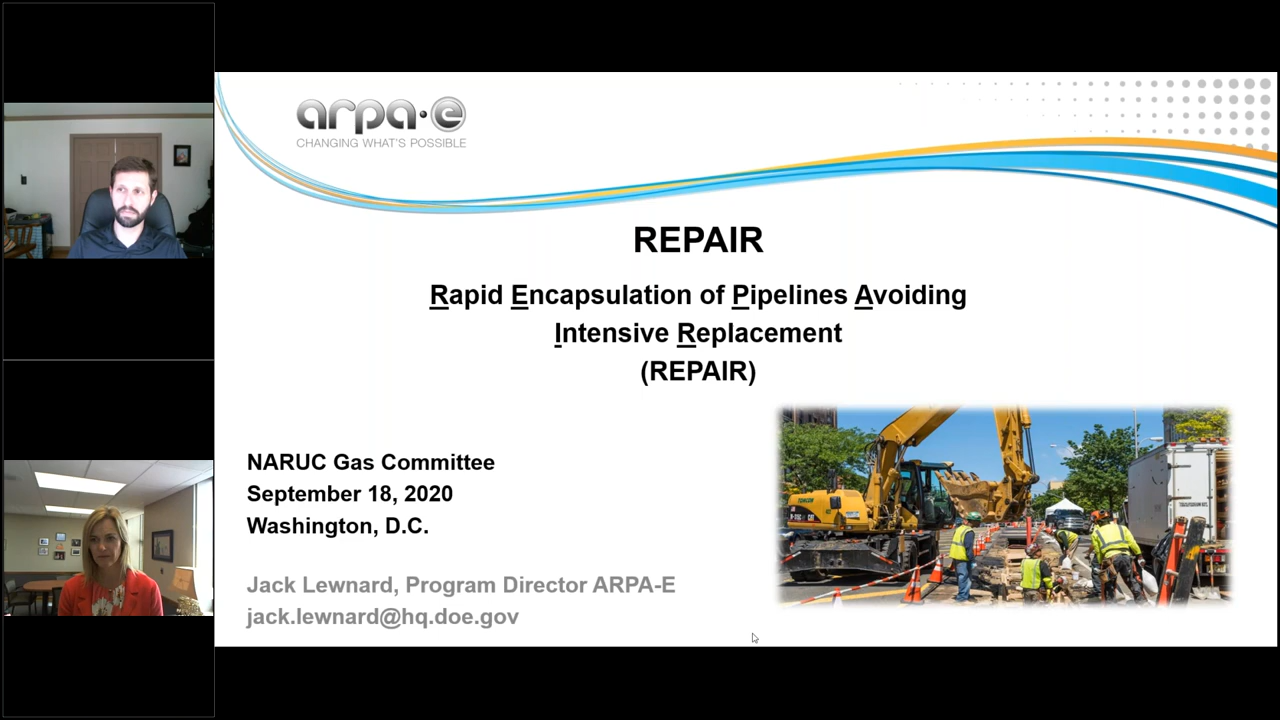 arpa·e
CHANGING WHAT'S POSSIBLE
REPAIR
Rapid Encapsulation of Pipelines Avoiding
Intensive Replacement
(REPAIR)
NARUC Gas Committee
September 18, 2020
Washington, D.C.
Jack Lewnard, Program Director ARPA-E
jack.lewnard@hq.doe.gov